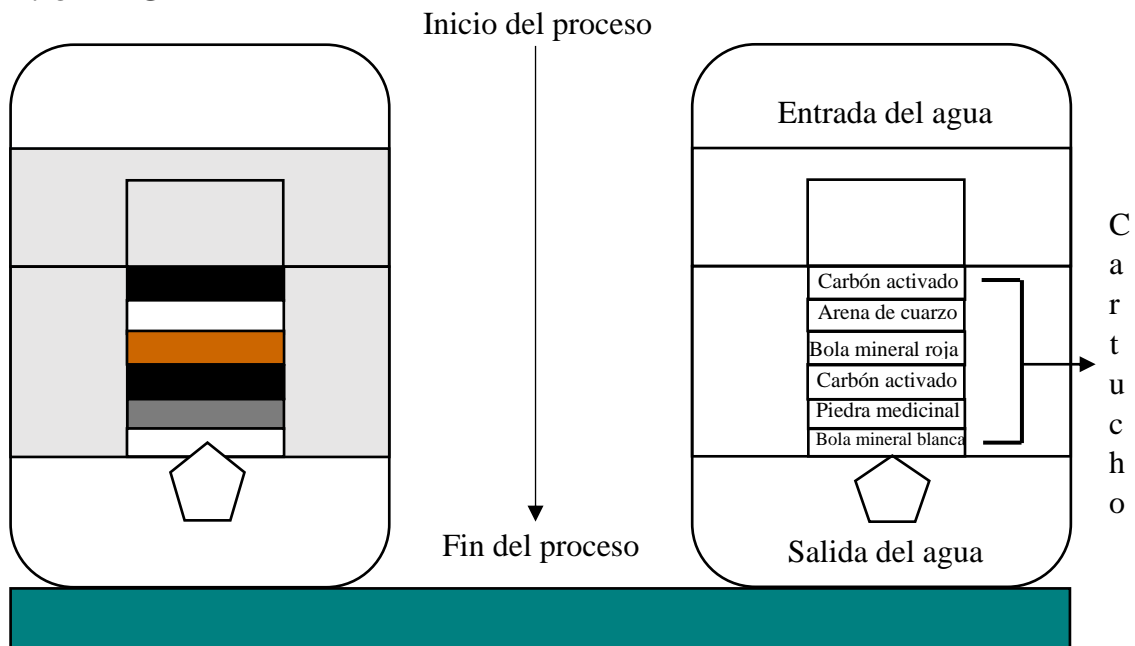 Inicio del proceso
Entrada del agua
Carbón activado
Arena de cuarzo
Bola mineral roja
Carbón activado
Piedra medicinal
Bola mineral blanca
Cartucho
Fin del proceso
Salida del agua